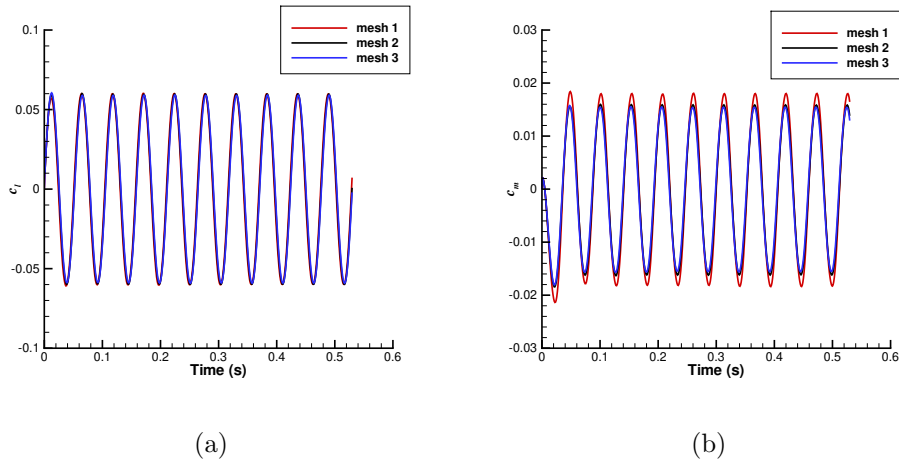 mesh 1
mesh 2
mesh 3
0.1
0.05
0
-0.05
-0.1
c_l
0 0.1 0.2 0.3 0.4 0.5 0.6
Time (s)
(a)
mesh 1
mesh 2
mesh 3
0.03
0.02
0.01
0
-0.01
-0.02
-0.03
c_m
0 0.1 0.2 0.3 0.4 0.5 0.6
Time (s)
(b)